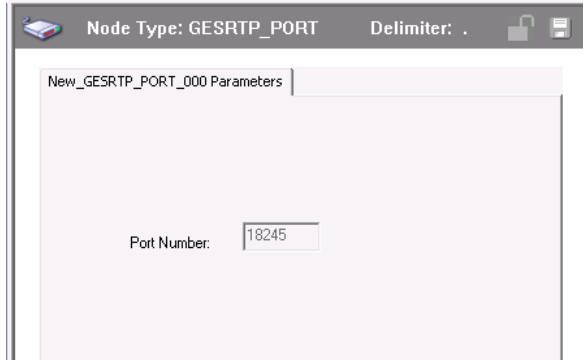 Node Type: GESRTP_PORT Delimiter: .
New_GESRTP_PORT_000 Parameters
Port Number: 18245